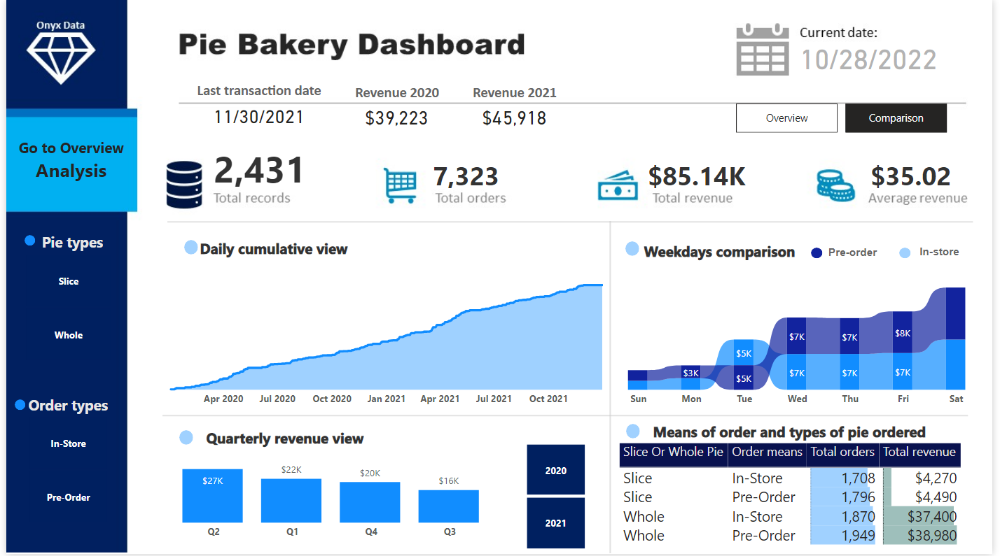 Onyx Data
Pie Bakery Dashboard
Current date:
10/28/2022
Last transaction date
Revenue 2020
Revenue 2021
11/30/2021
$39,223
$45,918
Overview
Comparison
Go to Overview
Analysis
2,431
Total records
7,323
Total orders
$85.14K
Total revenue
$35.02
Average revenue
Pie types
Slice
Whole
Order types
In-Store
Pre-Order
Daily cumulative view
Apr 2020 Jul 2020 Oct 2020 Jan 2021 Apr 2021 Jul 2021 Oct 2021
Weekdays comparison
Pre-order
In-store
$3K
$5K
$5K
$7K
$7K
$7K
$7K
$8K
$7K
Sun Mon Tue Wed Thu Fri Sat
Quarterly revenue view
$27K $22K $20K $16K
Q2 Q1 Q4 Q3
2020
2021
Means of order and types of pie ordered
Slice Or Whole Pie Order means Total orders Total revenue
Slice In-Store 1,708 $4,270
Slice Pre-Order 1,796 $4,490
Whole In-Store 1,870 $37,400
Whole Pre-Order 1,949 $38,980